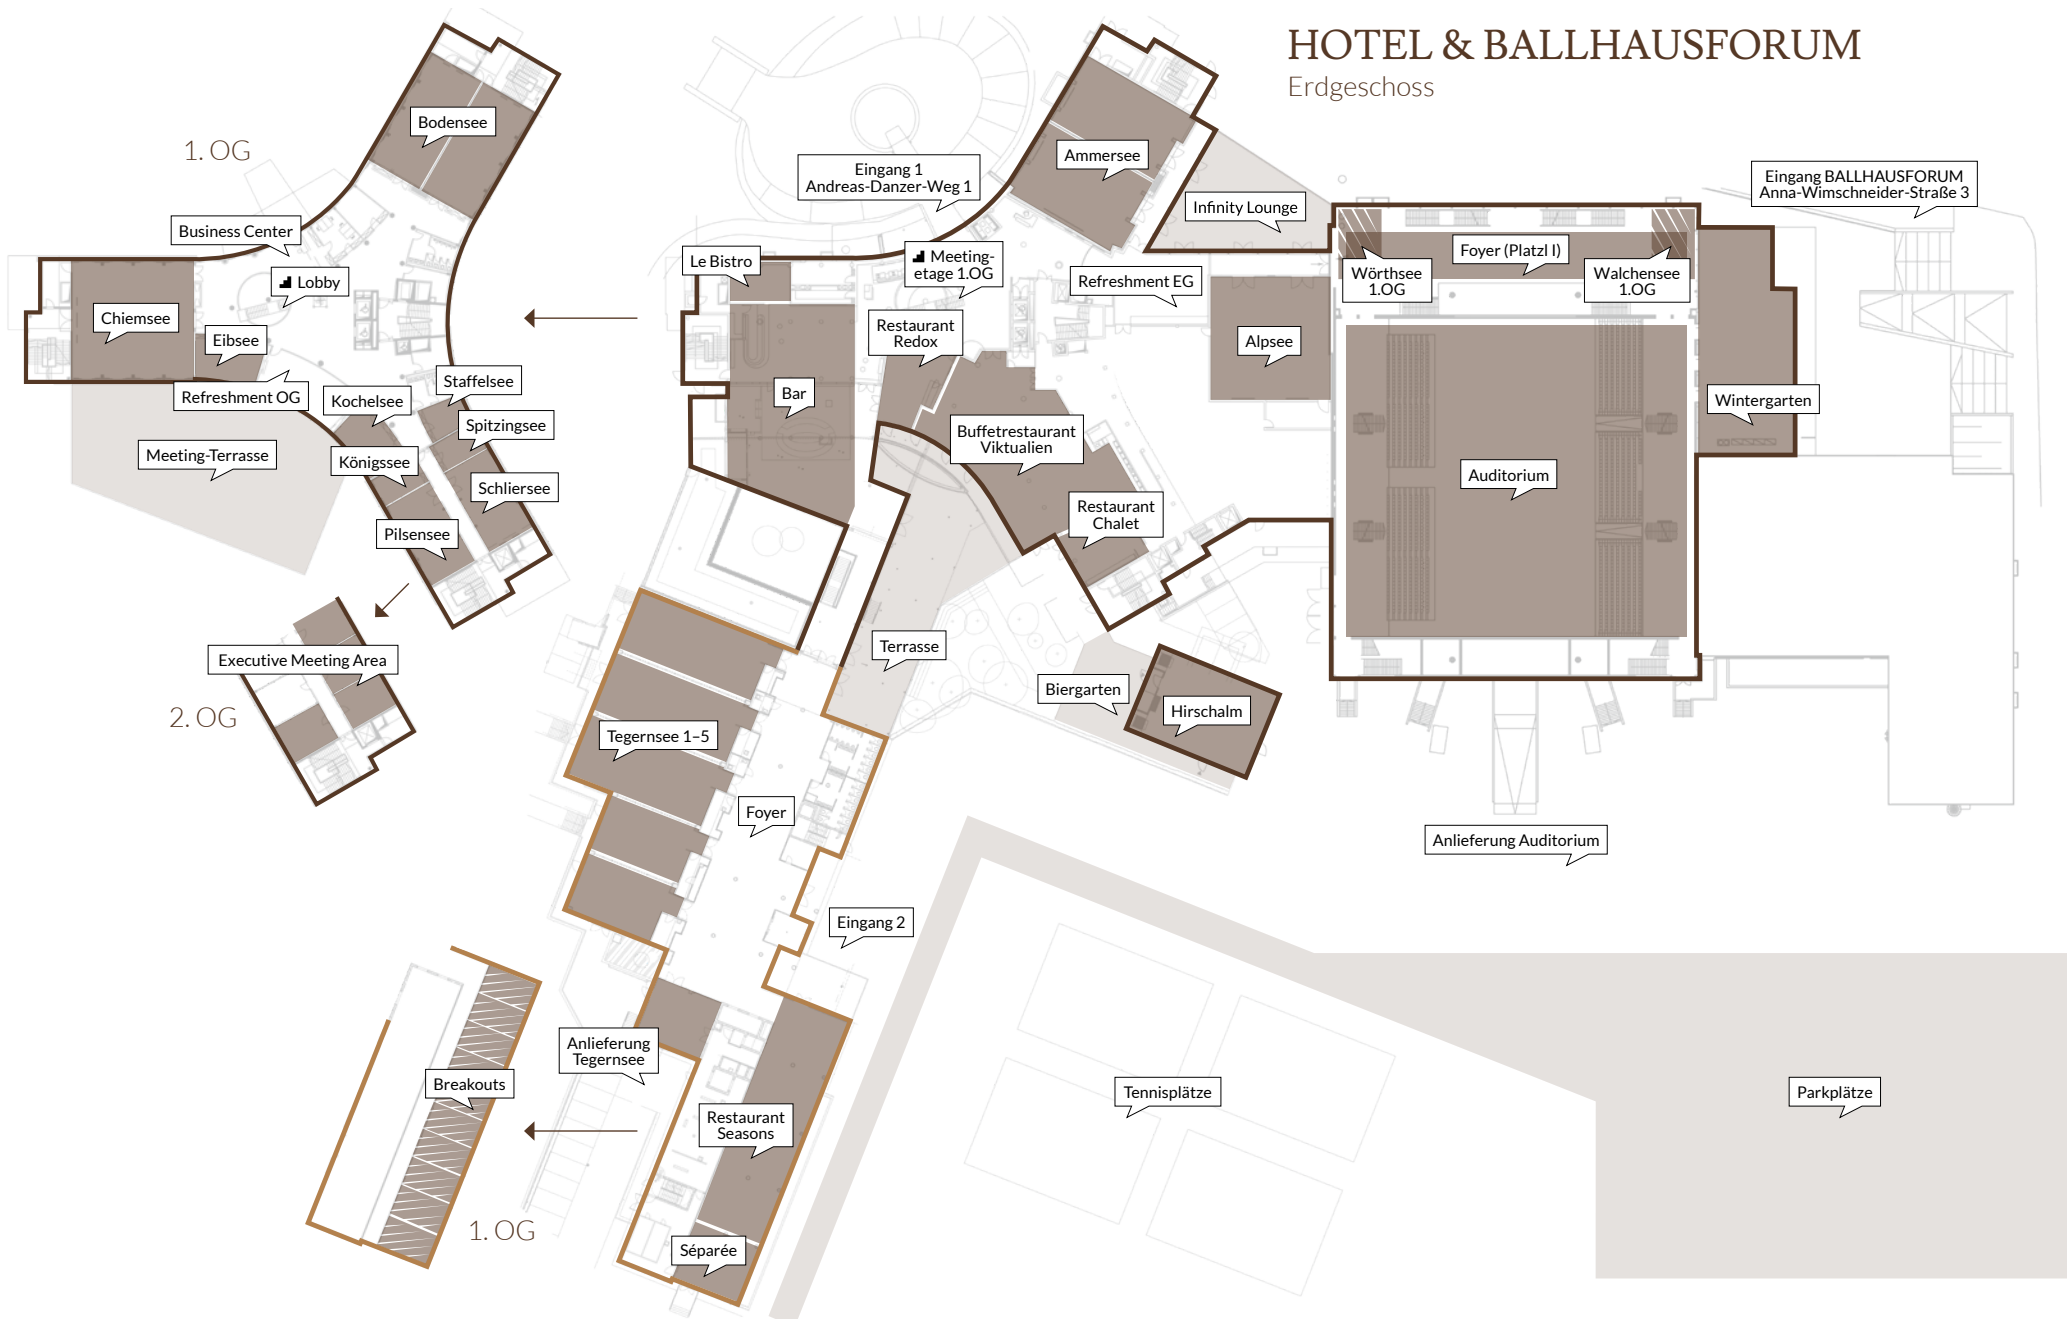 HOTEL & BALLHAUSFORUM
Erdgeschoss
1. OG
Bodensee
Business Center
Lobby
Chiemsee
Eibsee
Refreshment OG
Kochelsee
Staffelsee
Spitzingsee
Meeting-Terrasse
Königssee
Schliersee
Pilsensee
Executive Meeting Area
2. OG
Eingang 1
Andreas-Danzer-Weg 1
Ammersee
Infinity Lounge
Le Bistro
Meeting-
etage 1.OG
Refreshment EG
Restaurant
Redox
Alpsee
Bar
Buffetrestaurant
Viktualien
Restaurant
Chalet
Eingang BALLHAUSFORUM
Anna-Wimschneider-Straße 3
Foyer (Platzl I)
Wörthsee
1.OG
Walchensee
1.OG
Wintergarten
Auditorium
Terrasse
Biergarten
Hirschalm
Tegernsee 1–5
Foyer
Anlieferung Auditorium
Eingang 2
Anlieferung
Tegernsee
Breakouts
Restaurant
Seasons
Tennisplätze
Parkplätze
1. OG
Séparée